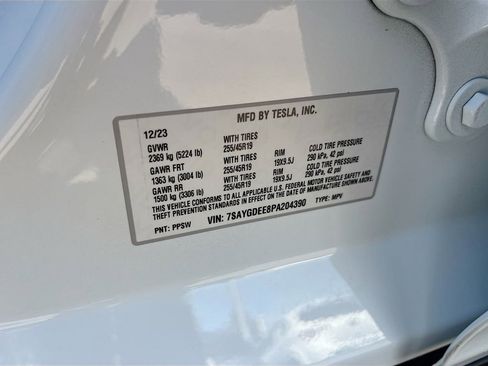 MFD BY TESLA, INC.
12/23
GVWR WITH TIRES RIM COLD TIRE PRESSURE
2369 kg (5224 lb) 255/45R19 19X9.5J 290 kPa, 42 psi
GAWR FRT WITH TIRES RIM COLD TIRE PRESSURE
1363 kg (3004 lb) 255/45R19 19X9.5J 290 kPa, 42 psi
GAWR RR WITH TIRES
1500 kg (3306 lb) 255/45R19
THIS VEHICLE CONFORMS TO ALL APPLICABLE U.S. FEDERAL MOTOR VEHICLE SAFETY AND
THEFT PREVENTION STANDARDS IN EFFECT ON THE DATE OF MANUFACTURE SHOWN ABOVE.
VIN: 7SAYGDEE8PA204390
PNT: PPSW TYPE: MPV